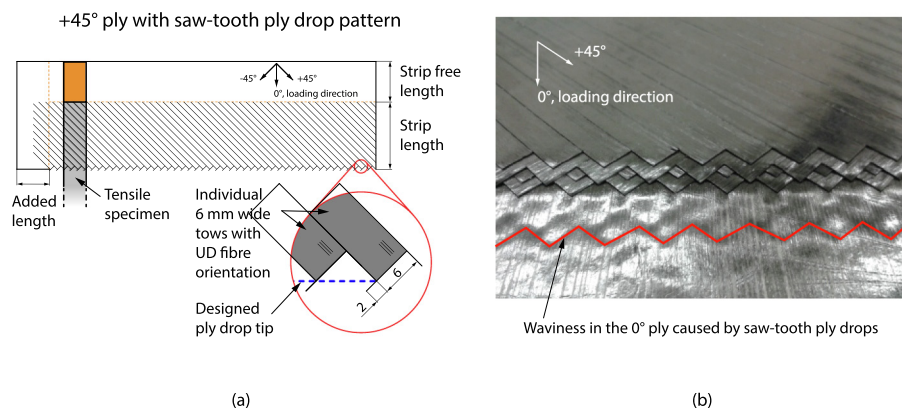 +45° ply with saw-tooth ply drop pattern
-45°
+45°
0°, loading direction
Strip free
length
Strip
length
Added
length
Tensile
specimen
Individual
6 mm wide
tows with
UD fibre
orientation
Designed
ply drop tip
2
6
(a)
+45°
0°, loading direction
Waviness in the 0° ply caused by saw-tooth ply drops
(b)